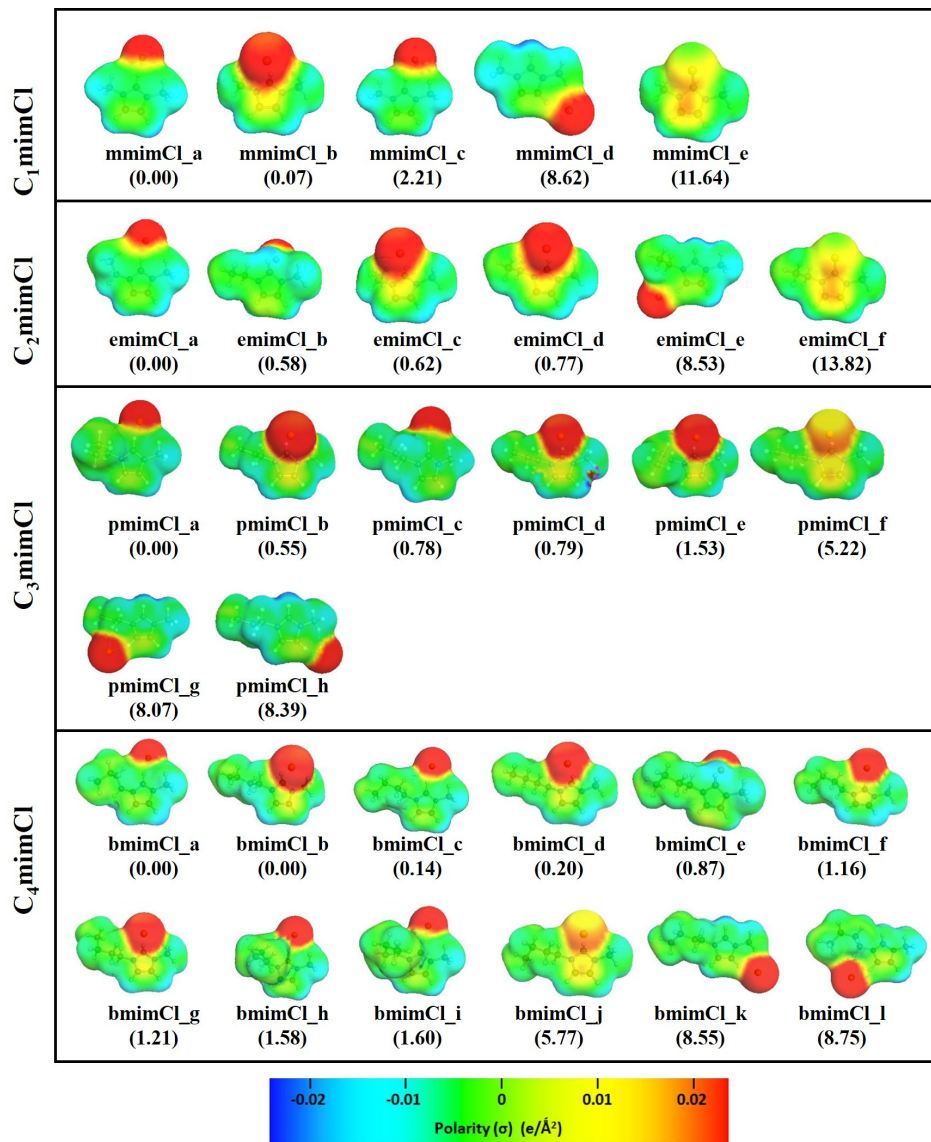 C₁mimCl
mmimCl_a mmimCl_b mmimCl_c mmimCl_d mmimCl_e
(0.00) (0.07) (2.21) (8.62) (11.64)
C₂mimCl
emimCl_a emimCl_b emimCl_c emimCl_d emimCl_e emimCl_f
(0.00) (0.58) (0.62) (0.77) (8.53) (13.82)
C₃mimCl
pmimCl_a pmimCl_b pmimCl_c pmimCl_d pmimCl_e pmimCl_f
(0.00) (0.55) (0.78) (0.79) (1.53) (5.22)
pmimCl_g pmimCl_h
(8.07) (8.39)
C₄mimCl
bmimCl_a bmimCl_b bmimCl_c bmimCl_d bmimCl_e bmimCl_f
(0.00) (0.00) (0.14) (0.20) (0.87) (1.16)
bmimCl_g bmimCl_h bmimCl_i bmimCl_j bmimCl_k bmimCl_l
(1.21) (1.58) (1.60) (5.77) (8.55) (8.75)
-0.02 -0.01 0 0.01 0.02
Polarity (σ) (e/Å²)